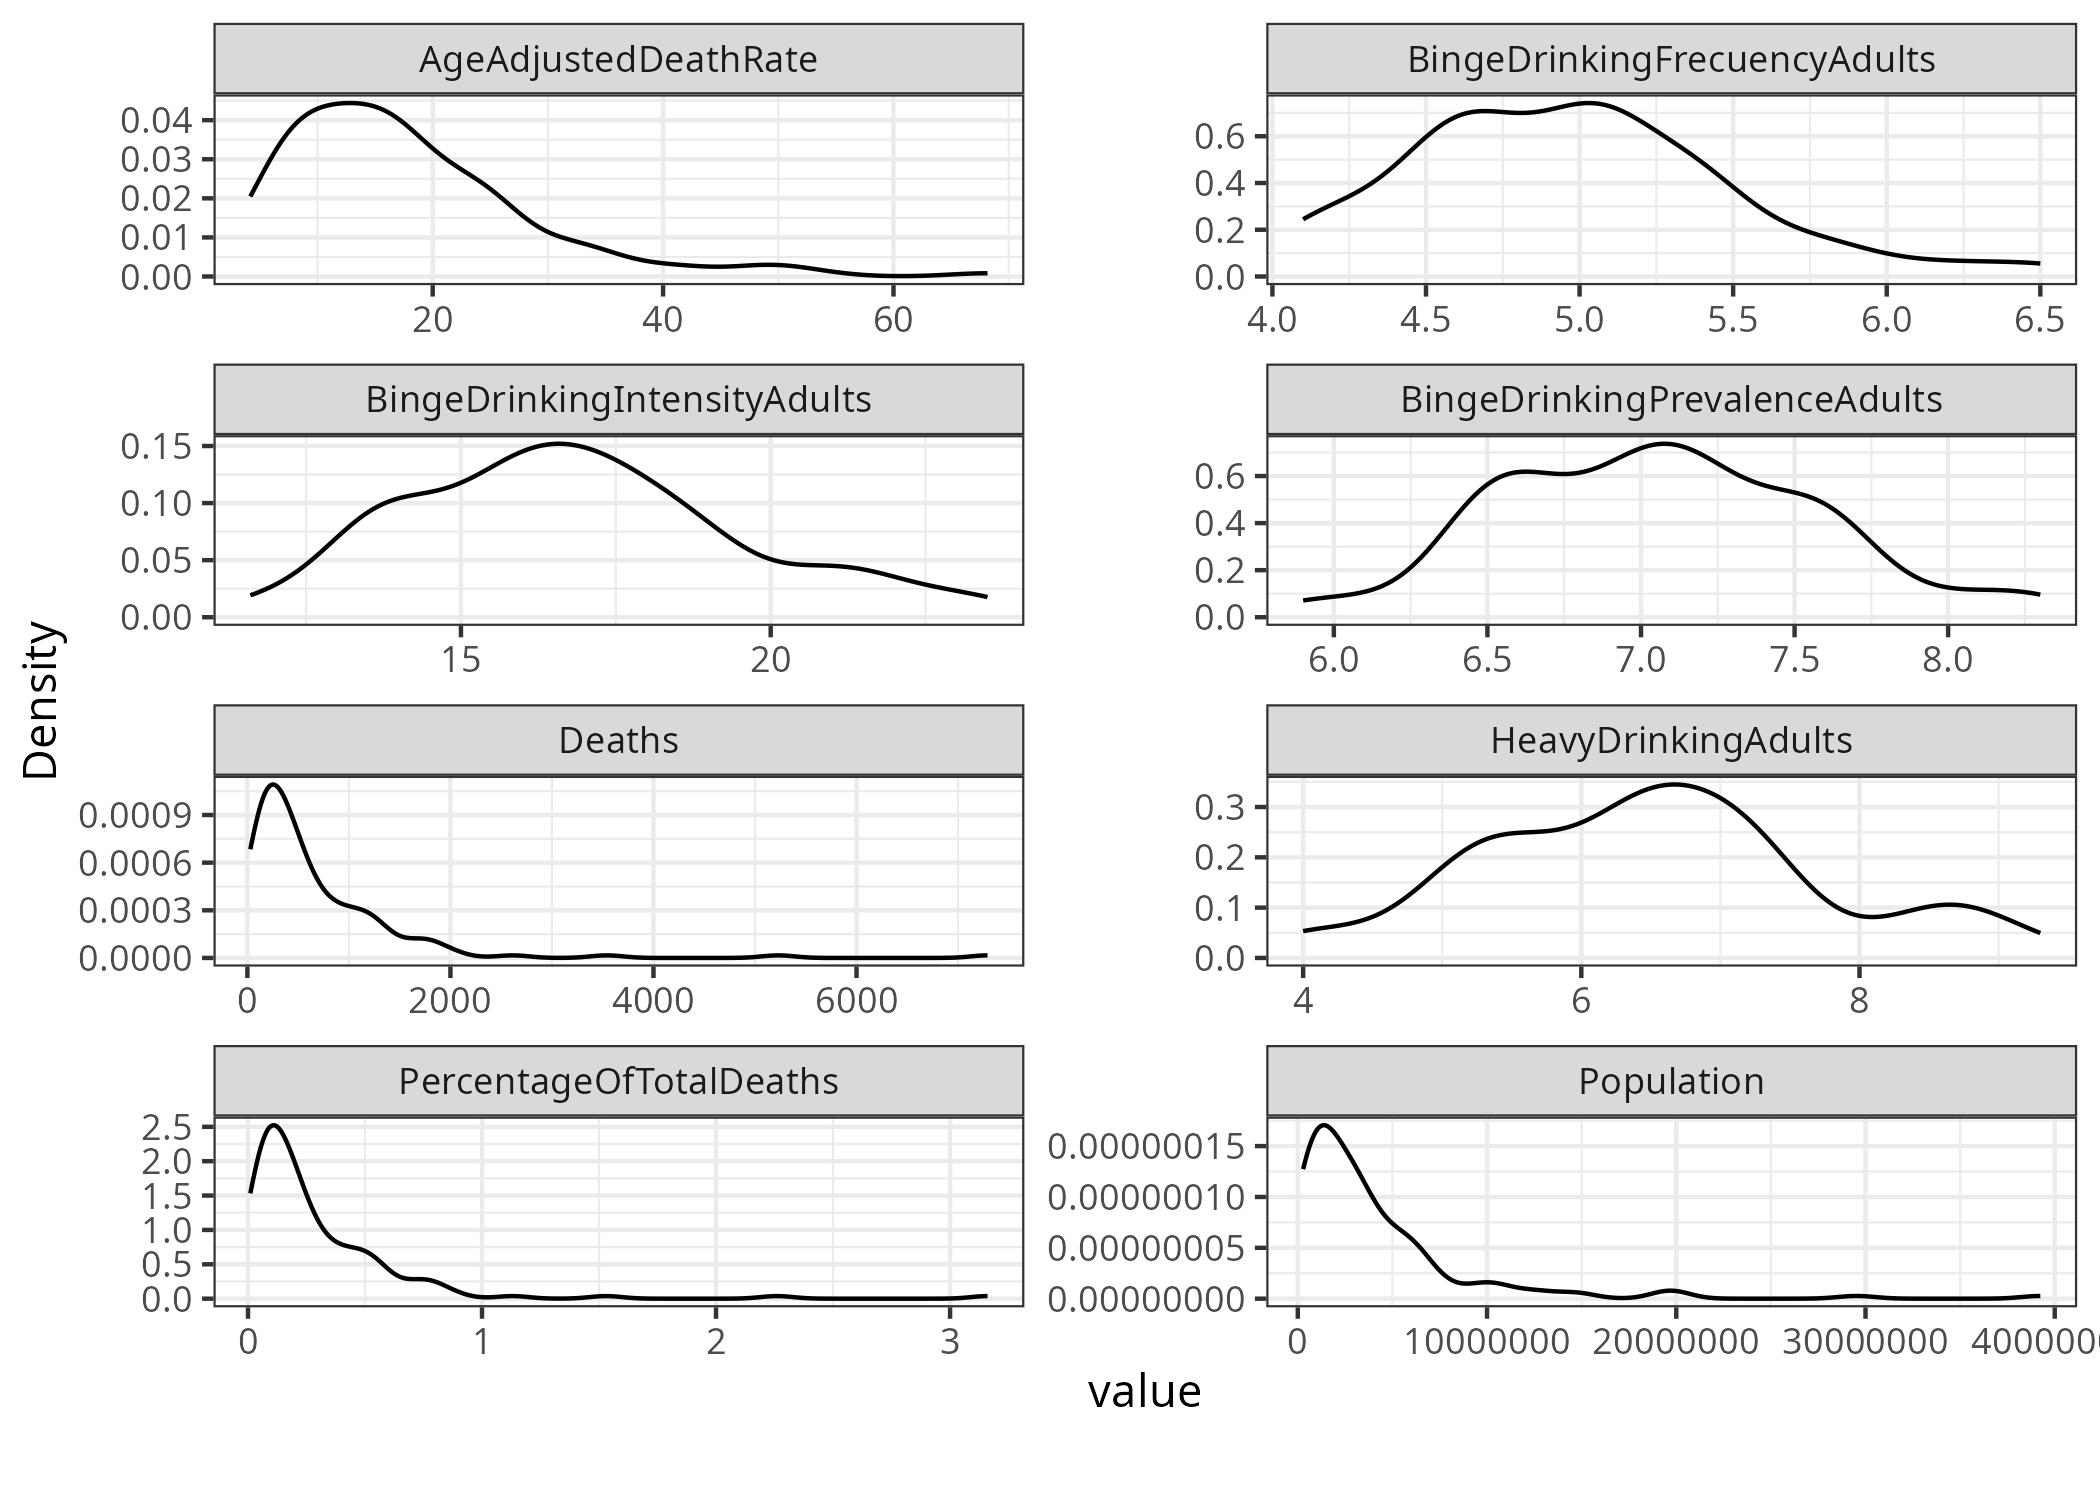 AgeAdjustedDeathRate
0.04
0.03
0.02
0.01
0.00
20 40 60
BingeDrinkingFrecuencyAdults
0.6
0.4
0.2
0.0
4.0 4.5 5.0 5.5 6.0 6.5
BingeDrinkingIntensityAdults
0.15
0.10
0.05
0.00
15 20
BingeDrinkingPrevalenceAdults
0.6
0.4
0.2
0.0
6.0 6.5 7.0 7.5 8.0
Density
Deaths
0.0009
0.0006
0.0003
0.0000
0 2000 4000 6000
HeavyDrinkingAdults
0.3
0.2
0.1
0.0
4 6 8
PercentageOfTotalDeaths
2.5
2.0
1.5
1.0
0.5
0.0
0 1 2 3
Population
0.00000015
0.00000010
0.00000005
0.00000000
0 10000000 20000000 30000000
value